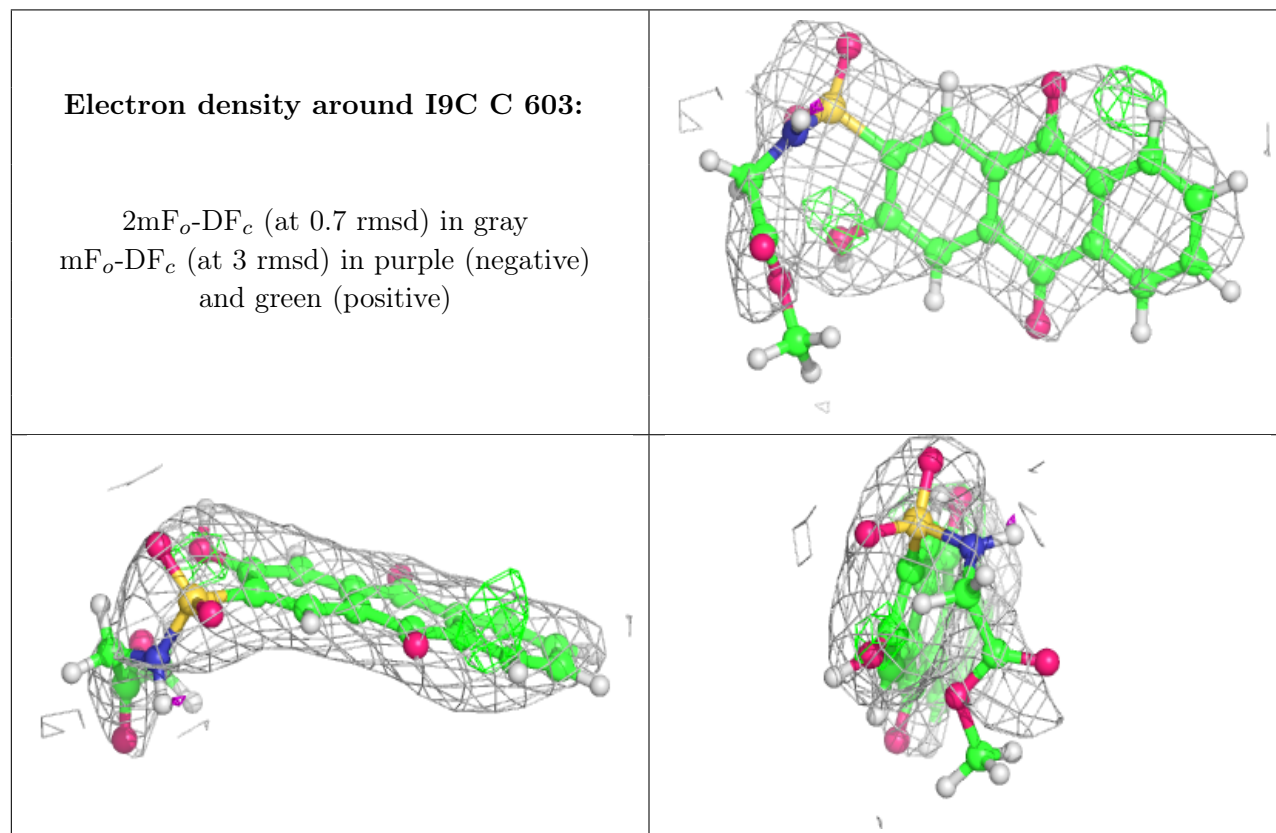 Electron density around I9C C 603:
2mFo-DFc (at 0.7 rmsd) in gray
mFo-DFc (at 3 rmsd) in purple (negative)
and green (positive)